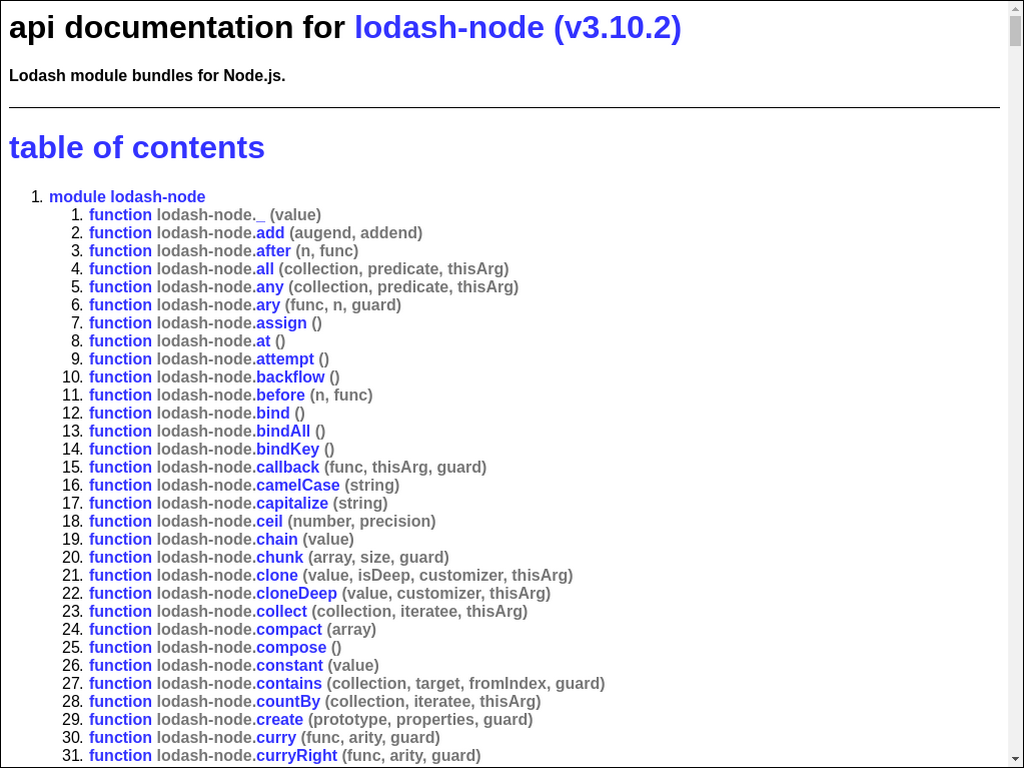 api documentation for lodash-node (v3.10.2)
Lodash module bundles for Node.js.
table of contents
1. module lodash-node
1. function lodash-node._ (value)
2. function lodash-node.add (augend, addend)
3. function lodash-node.after (n, func)
4. function lodash-node.all (collection, predicate, thisArg)
5. function lodash-node.any (collection, predicate, thisArg)
6. function lodash-node.ary (func, n, guard)
7. function lodash-node.assign ()
8. function lodash-node.at ()
9. function lodash-node.attempt ()
10. function lodash-node.backflow ()
11. function lodash-node.before (n, func)
12. function lodash-node.bind ()
13. function lodash-node.bindAll ()
14. function lodash-node.bindKey ()
15. function lodash-node.callback (func, thisArg, guard)
16. function lodash-node.camelCase (string)
17. function lodash-node.capitalize (string)
18. function lodash-node.ceil (number, precision)
19. function lodash-node.chain (value)
20. function lodash-node.chunk (array, size, guard)
21. function lodash-node.clone (value, isDeep, customizer, thisArg)
22. function lodash-node.cloneDeep (value, customizer, thisArg)
23. function lodash-node.collect (collection, iteratee, thisArg)
24. function lodash-node.compact (array)
25. function lodash-node.compose ()
26. function lodash-node.constant (value)
27. function lodash-node.contains (collection, target, fromIndex, guard)
28. function lodash-node.countBy (collection, iteratee, thisArg)
29. function lodash-node.create (prototype, properties, guard)
30. function lodash-node.curry (func, arity, guard)
31. function lodash-node.curryRight (func, arity, guard)